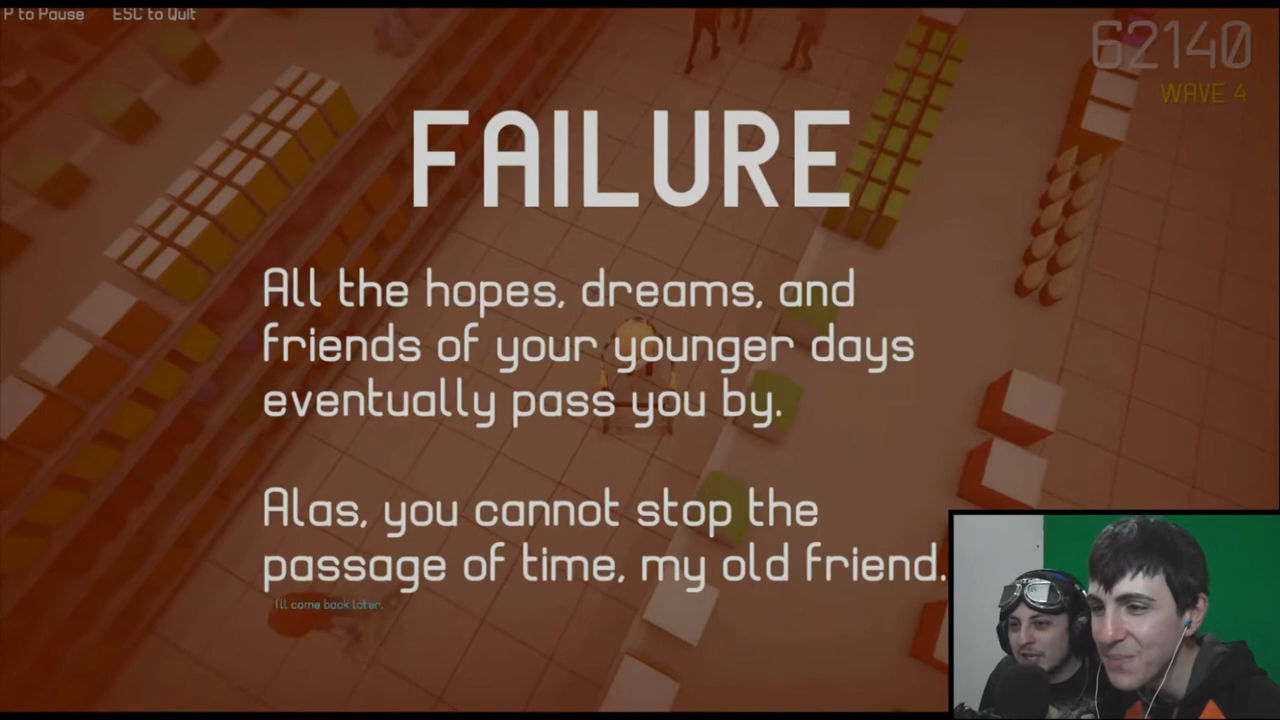 P to Pause ESC to Quit
62140
WAVE 4
FAILURE
All the hopes, dreams, and
friends of your younger days
eventually pass you by.
Alas, you cannot stop the
passage of time, my old friend.
I'll come back later.